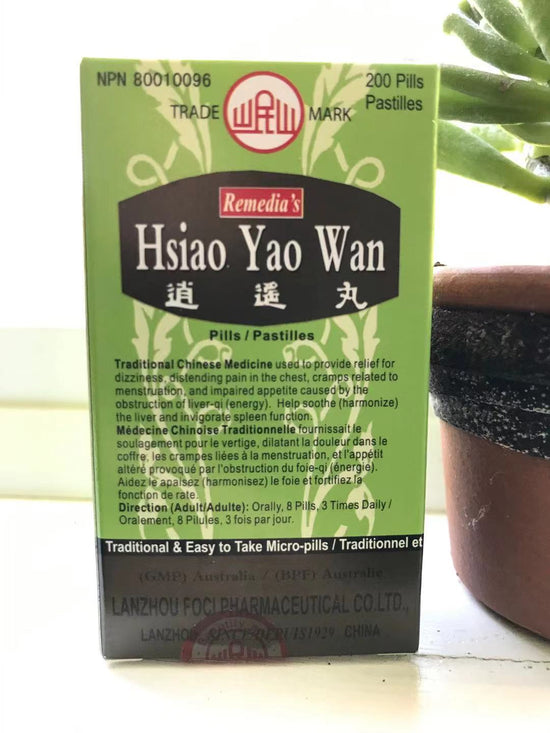 NPN 80010096
200 Pills
Pastilles
TRADE MARK
Remedia's
Hsiao Yao Wan
逍遙丸
Pills / Pastilles
Traditional Chinese Medicine used to provide relief for
dizziness, distending pain in the chest, cramps related to
menstruation, and impaired appetite caused by the
obstruction of liver-qi (energy). Help soothe (harmonize)
the liver and invigorate spleen function.
Médecine Chinoise Traditionnelle fournissait le
soulagement pour le vertige, dilatant la douleur dans le
coffre, les crampes liées à la menstruation, et l'appétit
altéré provoqué par l'obstruction du foie-qi (énergie).
Aidez le apaisez (harmonisez) le foie et fortifiez la
fonction de rate.
Direction (Adult/Adulte): Orally, 8 Pills, 3 Times Daily /
Oralement, 8 Pilules, 3 fois par jour.
Traditional & Easy to Take Micro-pills / Traditionnel et
(GMP) Australia / (BPF) Australie
LANZHOU FOCI PHARMACEUTICAL CO.LTD.,
LANZHOU SINCE/DEPUIS1929 CHINA